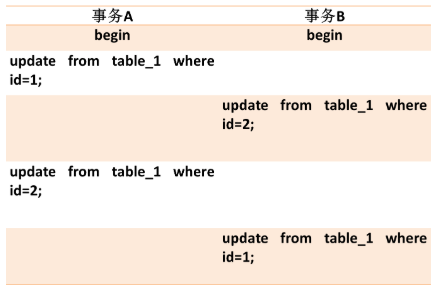 事务A 事务B
begin begin
update from table_1 where
id=1;
update from table_1 where
id=2;
update from table_1 where
id=2;
update from table_1 where
id=1;